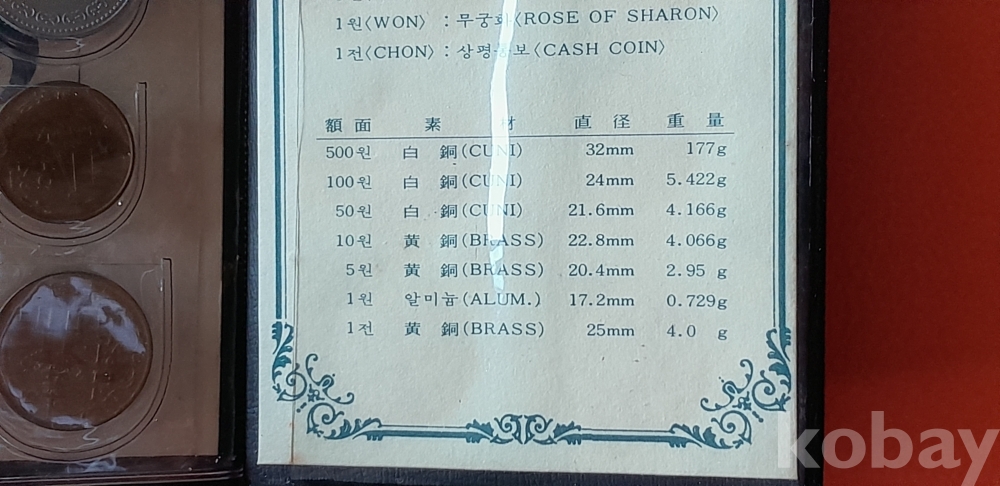 1원〈WON〉 : 무궁화〈ROSE OF SHARON〉
1전〈CHON〉 : 상평통보〈CASH COIN〉
額面 素材 直径 重量
500원 白銅(CUNI) 32mm 177g
100원 白銅(CUNI) 24mm 5.422g
50원 白銅(CUNI) 21.6mm 4.166g
10원 黃銅(BRASS) 22.8mm 4.066g
5원 黃銅(BRASS) 20.4mm 2.95 g
1원 알미늄(ALUM.) 17.2mm 0.729g
1전 黃銅(BRASS) 25mm 4.0 g
kobay